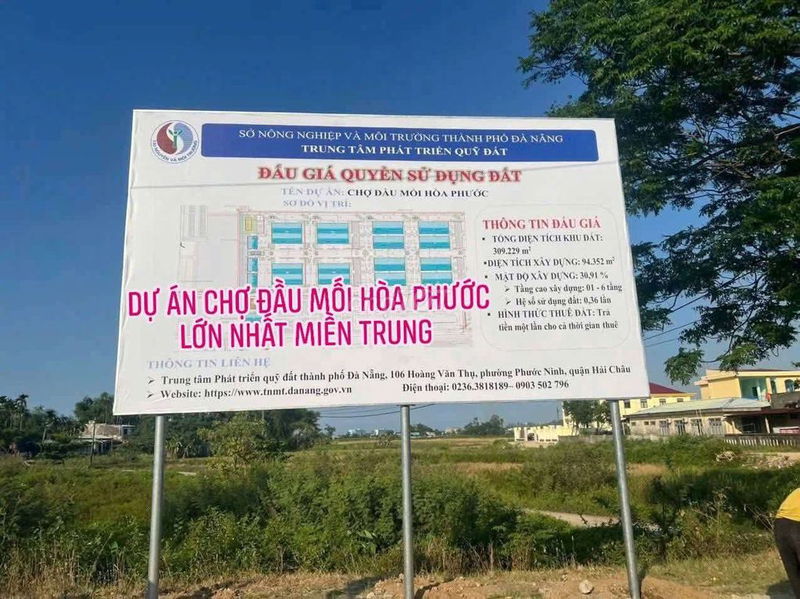 SỞ NÔNG NGHIỆP VÀ MÔI TRƯỜNG THÀNH PHỐ ĐÀ NẴNG
TRUNG TÂM PHÁT TRIỂN QUỸ ĐẤT
TÀI NGUYÊN VÀ MÔI TRƯỜNG
ĐẤU GIÁ QUYỀN SỬ DỤNG ĐẤT
TÊN DỰ ÁN: CHỢ ĐẦU MỐI HÒA PHƯỚC
SƠ ĐỒ VỊ TRÍ:
THÔNG TIN ĐẤU GIÁ
• TỔNG DIỆN TÍCH KHU ĐẤT:
309.229 m²
• DIỆN TÍCH XÂY DỰNG: 94.352 m²
• MẬT ĐỘ XÂY DỰNG: 30,91 %
➤ Tầng cao xây dựng: 01 - 6 tầng
➤ Hệ số sử dụng đất: 0,36 lần
• HÌNH THỨC THUÊ ĐẤT: Trả
tiền một lần cho cả thời gian thuê
DỰ ÁN CHỢ ĐẦU MỐI HÒA PHƯỚC
LỚN NHẤT MIỀN TRUNG
THÔNG TIN LIÊN HỆ
➤ Trung tâm Phát triển quỹ đất thành phố Đà Nẵng, 106 Hoàng Văn Thụ, phường Phước Ninh, quận Hải Châu
➤ Website: https://www.tnmt.danang.gov.vn Điện thoại: 0236.3818189– 0903 502 796